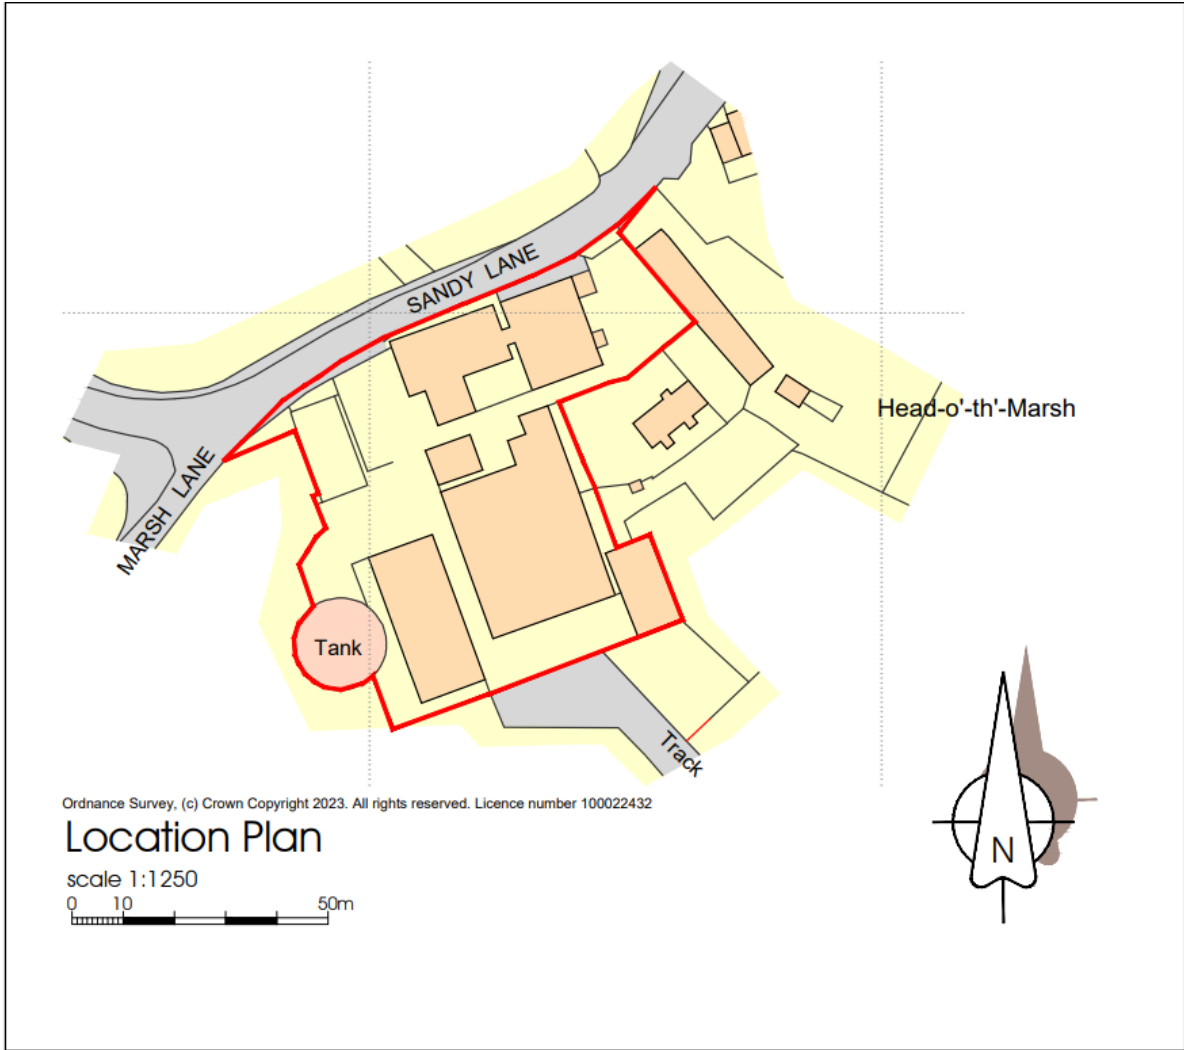 SANDY LANE
MARSH LANE
Head-o'-th'-Marsh
Tank
Track
Ordnance Survey, (c) Crown Copyright 2023. All rights reserved. Licence number 100022432
Location Plan
scale 1:1250
0 10 50m
N